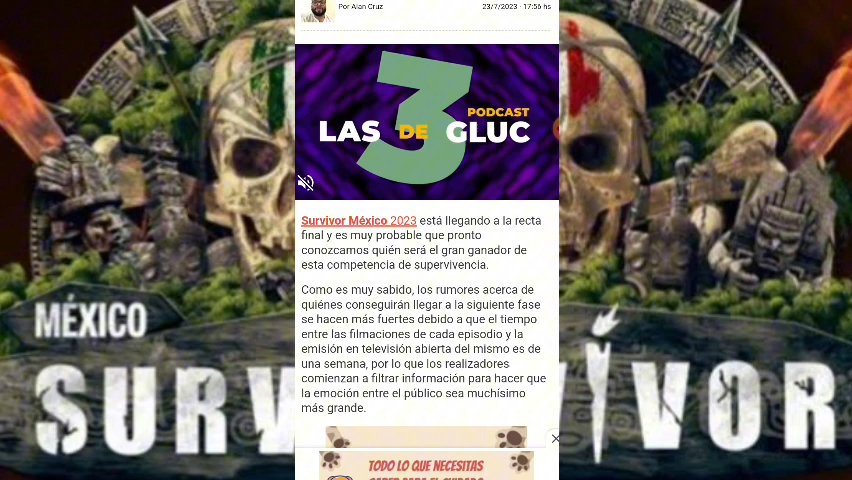 Por Alan Cruz
23/7/2023 · 17:56 hs
3
PODCAST
LAS DE GLUC
Survivor México 2023 está llegando a la recta
final y es muy probable que pronto
conozcamos quién será el gran ganador de
esta competencia de supervivencia.
Como es muy sabido, los rumores acerca de
quiénes conseguirán llegar a la siguiente fase
se hacen más fuertes debido a que el tiempo
entre las filmaciones de cada episodio y la
emisión en televisión abierta del mismo es de
una semana, por lo que los realizadores
comienzan a filtrar información para hacer que
la emoción entre el público sea muchísimo
más grande.
TODO LO QUE NECESITAS
MÉXICO
SURV
IVOR